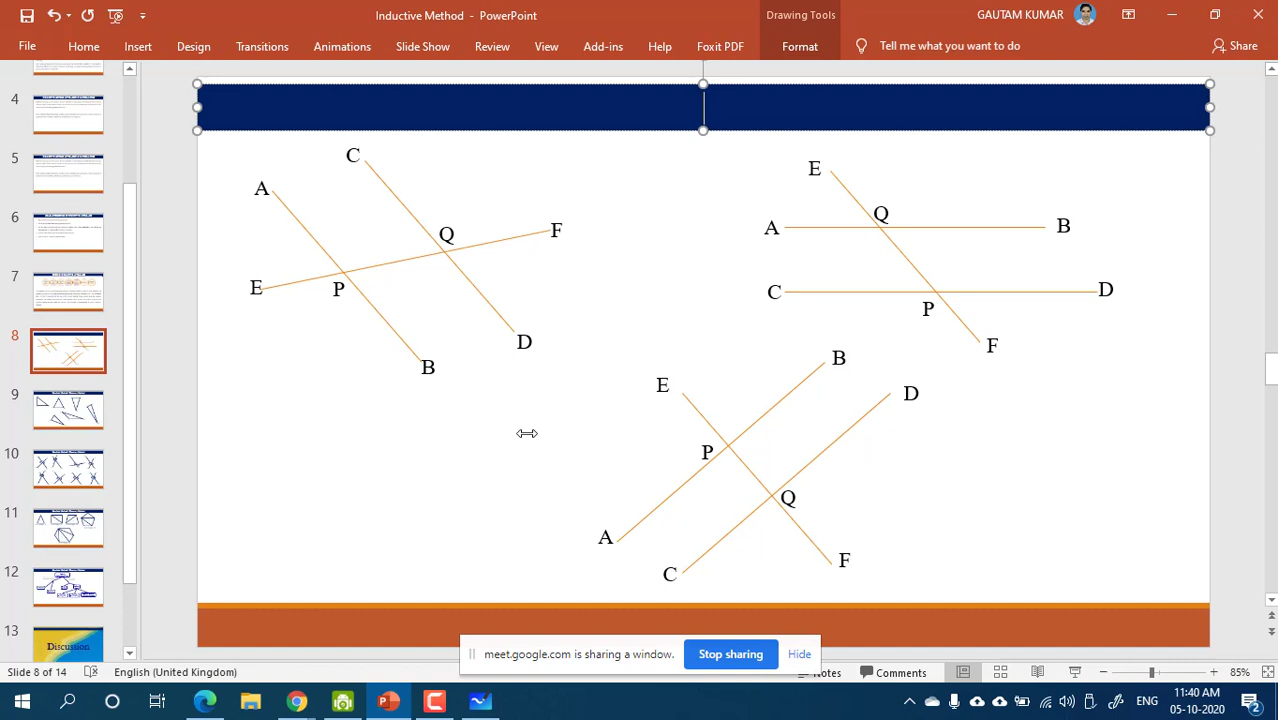 Inductive Method - PowerPoint
Drawing Tools
GAUTAM KUMAR
File Home Insert Design Transitions Animations Slide Show Review View Add-ins Help Foxit PDF Format Tell me what you want to do Share
4
5
6
7
8
9
10
11
12
13
Discussion
C
A
Q
F
E
P
D
B
E
Q
A
B
C
D
P
F
B
E
D
P
Q
A
F
C
meet.google.com is sharing a window. Stop sharing Hide
Slide 8 of 14 English (United Kingdom) Notes Comments 85%
ENG
11:40 AM
05-10-2020
2